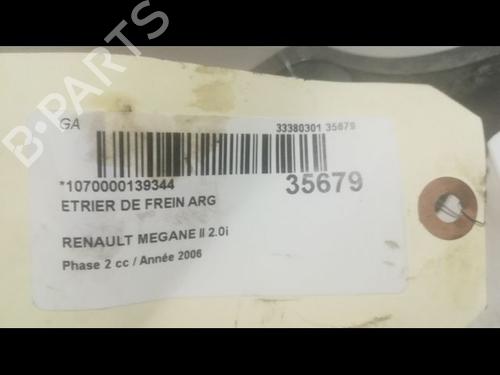 B-PARTS
GA
33380301 35679
*1070000139344
35679
ETRIER DE FREIN ARG
RENAULT MEGANE II 2.0i
Phase 2 cc / Année 2006